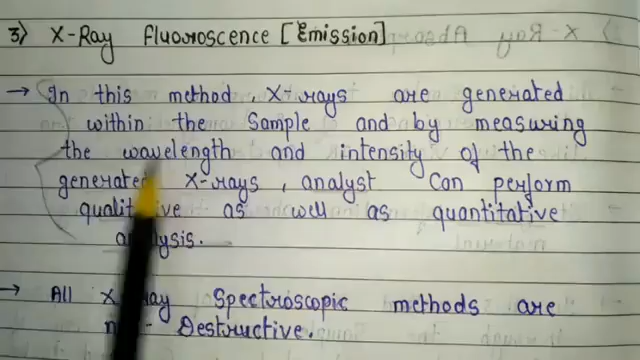 3) X-Ray Fluoroscence [Emission]
→ In this method, X-rays are generated
within the Sample and by measuring
the wavelength and intensity of the
generated X-rays, analyst Can perform
as well as quantitative
→ All Spectroscopic methods are
Destructive.